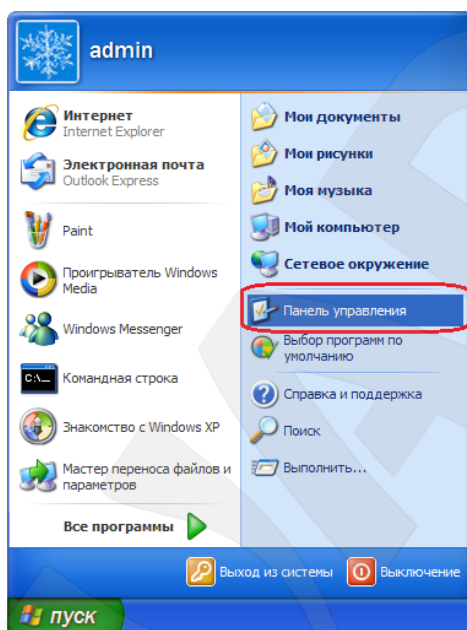 admin
Интернет
Internet Explorer
Электронная почта
Outlook Express
Paint
Проигрыватель Windows
Media
Windows Messenger
C:\_
Командная строка
Знакомство с Windows XP
Мастер переноса файлов и
параметров
Все программы
Мои документы
Мои рисунки
Моя музыка
Мой компьютер
Сетевое окружение
Панель управления
Выбор программ по
умолчанию
Справка и поддержка
Поиск
Выполнить...
Выход из системы
Выключение
пуск